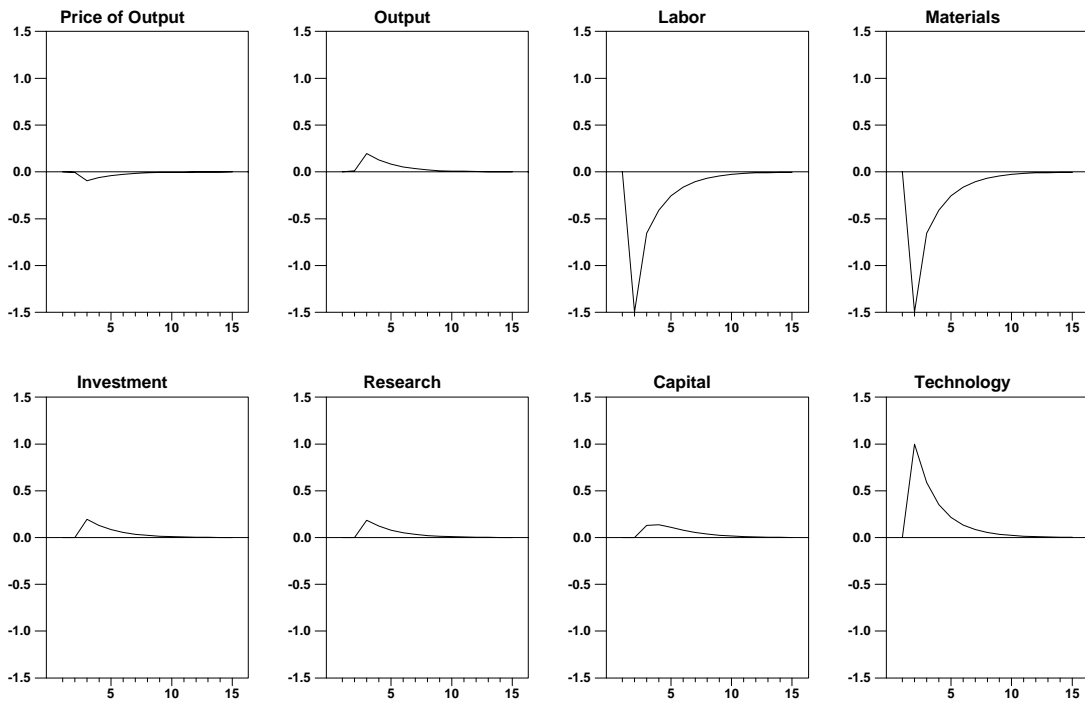 Price of Output Output Labor Materials
1.5 1.5 1.5 1.5
1.0 1.0 1.0 1.0
0.5 0.5 0.5 0.5
0.0 0.0 0.0 0.0
-0.5 -0.5 -0.5 -0.5
-1.0 -1.0 -1.0 -1.0
-1.5 -1.5 -1.5 -1.5
5 10 15 5 10 15 5 10 15 5 10 15
Investment Research Capital Technology
1.5 1.5 1.5 1.5
1.0 1.0 1.0 1.0
0.5 0.5 0.5 0.5
0.0 0.0 0.0 0.0
-0.5 -0.5 -0.5 -0.5
-1.0 -1.0 -1.0 -1.0
-1.5 -1.5 -1.5 -1.5
5 10 15 5 10 15 5 10 15 5 10 15